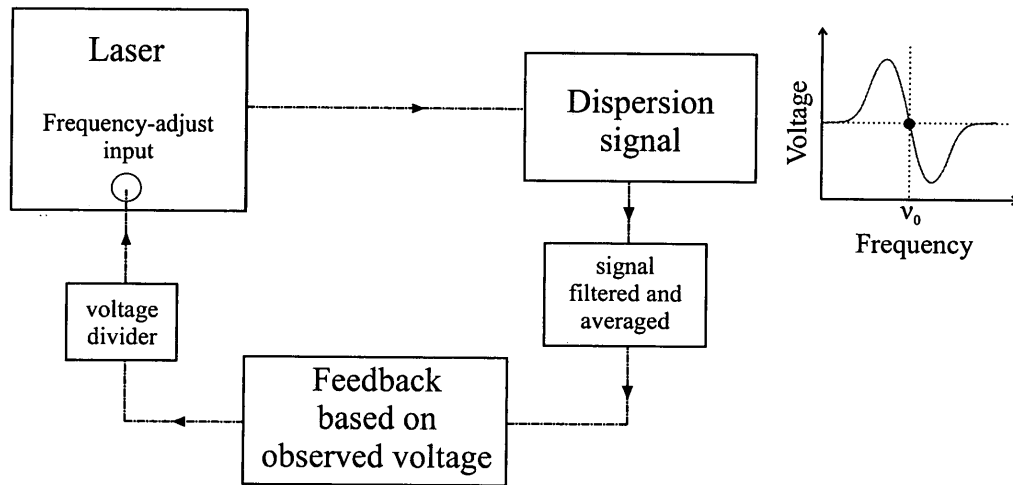 Laser
Frequency-adjust
input
Dispersion
signal
signal
filtered and
averaged
Feedback
based on
observed voltage
voltage
divider
Voltage
ν₀
Frequency